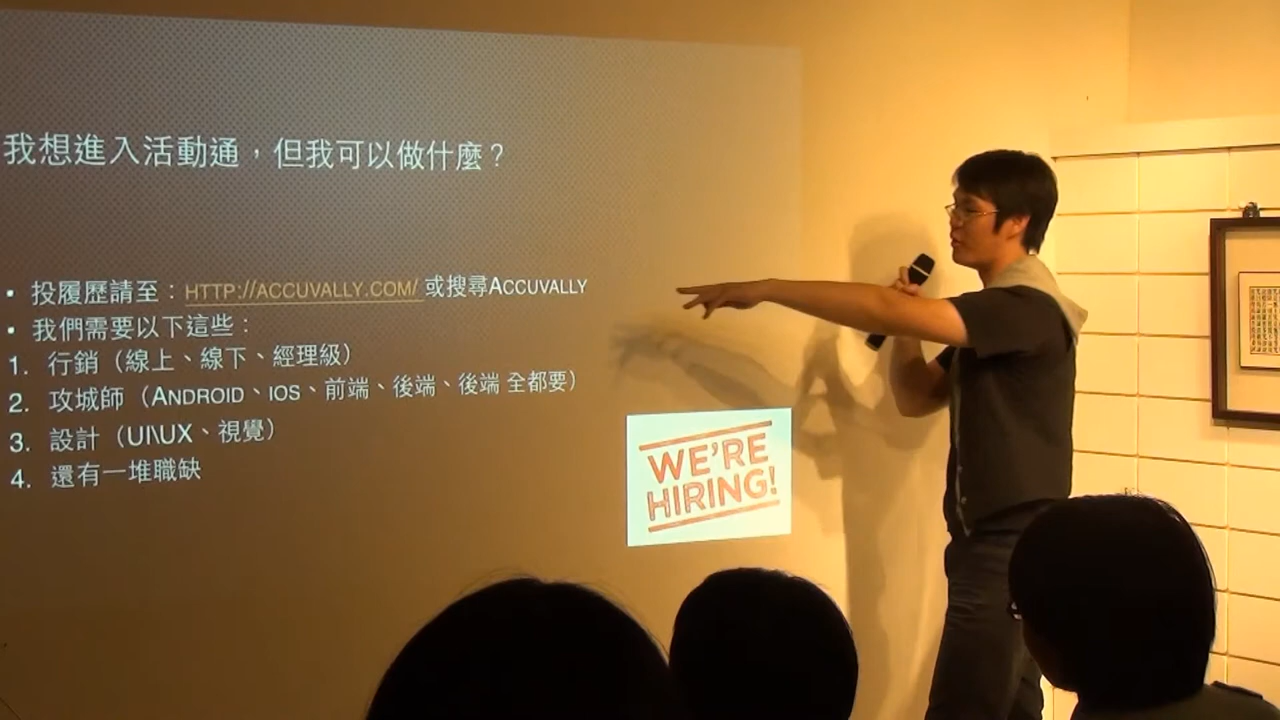 我想進入活動通，但我可以做什麼？
• 投履歷請至：HTTP://ACCUVALLY.COM/ 或搜尋ACCUVALLY
• 我們需要以下這些：
1. 行銷（線上、線下、經理級）
2. 攻城師（ANDROID、IOS、前端、後端、後端 全都要）
3. 設計（UI\UX、視覺）
4. 還有一堆職缺
WE'RE
HIRING!